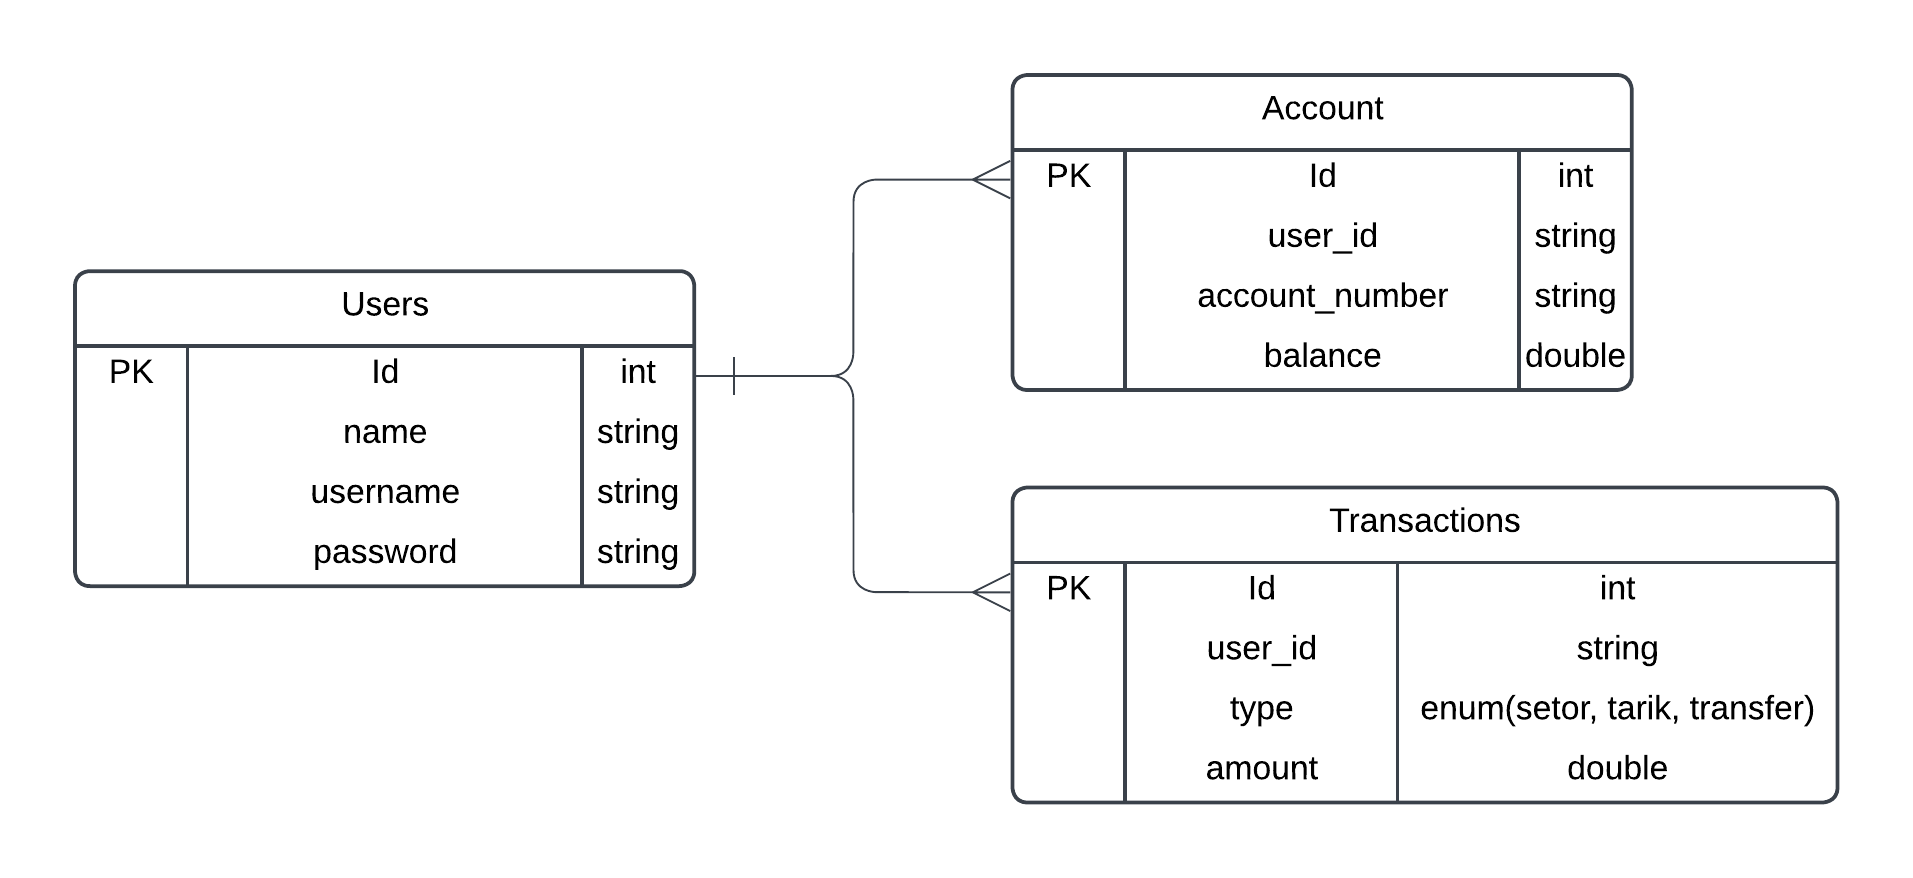 Users
PK Id int
name string
username string
password string
Account
PK Id int
user_id string
account_number string
balance double
Transactions
PK Id int
user_id string
type enum(setor, tarik, transfer)
amount double